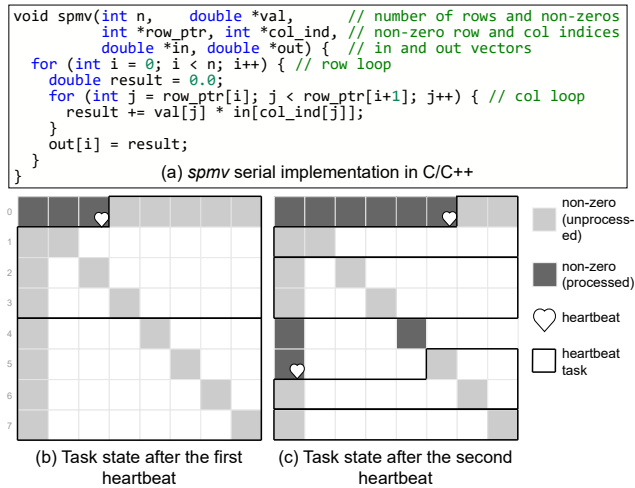 void spmv(int n, double *val, // number of rows and non-zeros
int *row_ptr, int *col_ind, // non-zero row and col indices
double *in, double *out) { // in and out vectors
for (int i = 0; i < n; i++) { // row loop
double result = 0.0;
for (int j = row_ptr[i]; j < row_ptr[i+1]; j++) { // col loop
result += val[j] * in[col_ind[j]];
}
out[i] = result;
}
}
(a) spmv serial implementation in C/C++
0
1
2
3
4
5
6
7
non-zero
(unprocess-
ed)
non-zero
(processed)
heartbeat
heartbeat
task
(b) Task state after the first
heartbeat
(c) Task state after the second
heartbeat